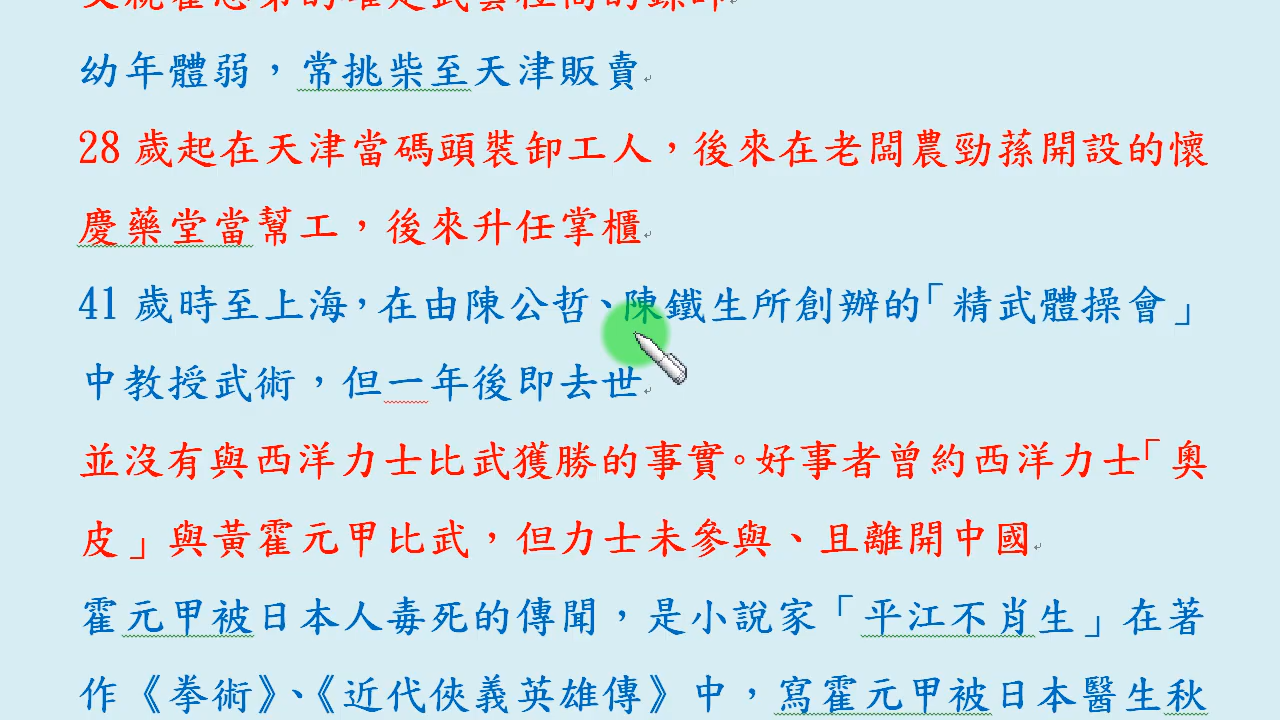 幼年體弱，常挑柴至天津販賣
28 歲起在天津當碼頭裝卸工人，後來在老闆農勁蓀開設的懷
慶藥堂當幫工，後來升任掌櫃
41 歲時至上海，在由陳公哲、陳鐵生所創辦的「精武體操會」
中教授武術，但一年後即去世
並沒有與西洋力士比武獲勝的事實。好事者曾約西洋力士「奧
皮」與黃霍元甲比武，但力士未參與、且離開中國
霍元甲被日本人毒死的傳聞，是小說家「平江不肖生」在著
作《拳術》、《近代俠義英雄傳》中，寫霍元甲被日本醫生秋